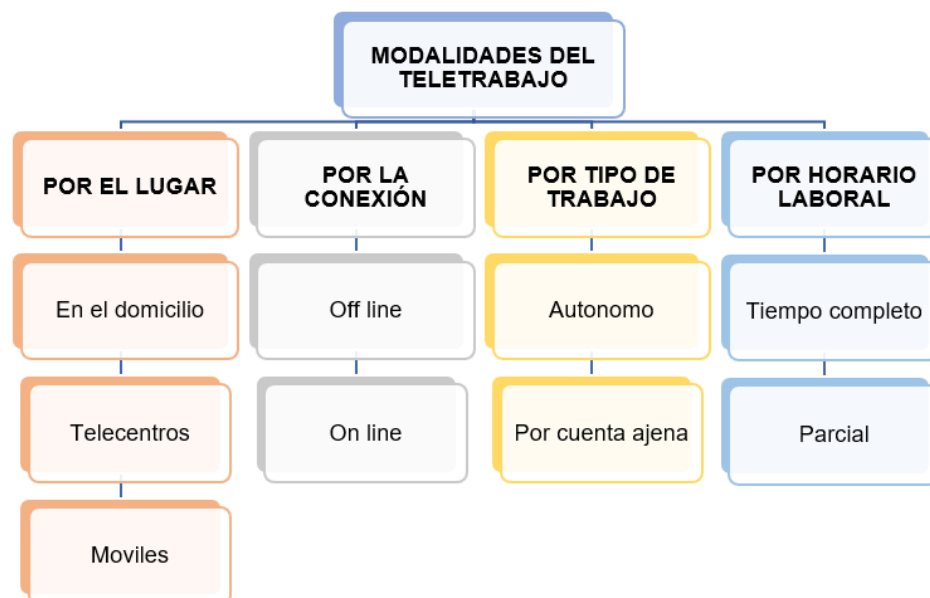 MODALIDADES DEL
TELETRABAJO
POR EL LUGAR
POR LA
CONEXIÓN
POR TIPO DE
TRABAJO
POR HORARIO
LABORAL
En el domicilio
Off line
Autonomo
Tiempo completo
Telecentros
On line
Por cuenta ajena
Parcial
Moviles